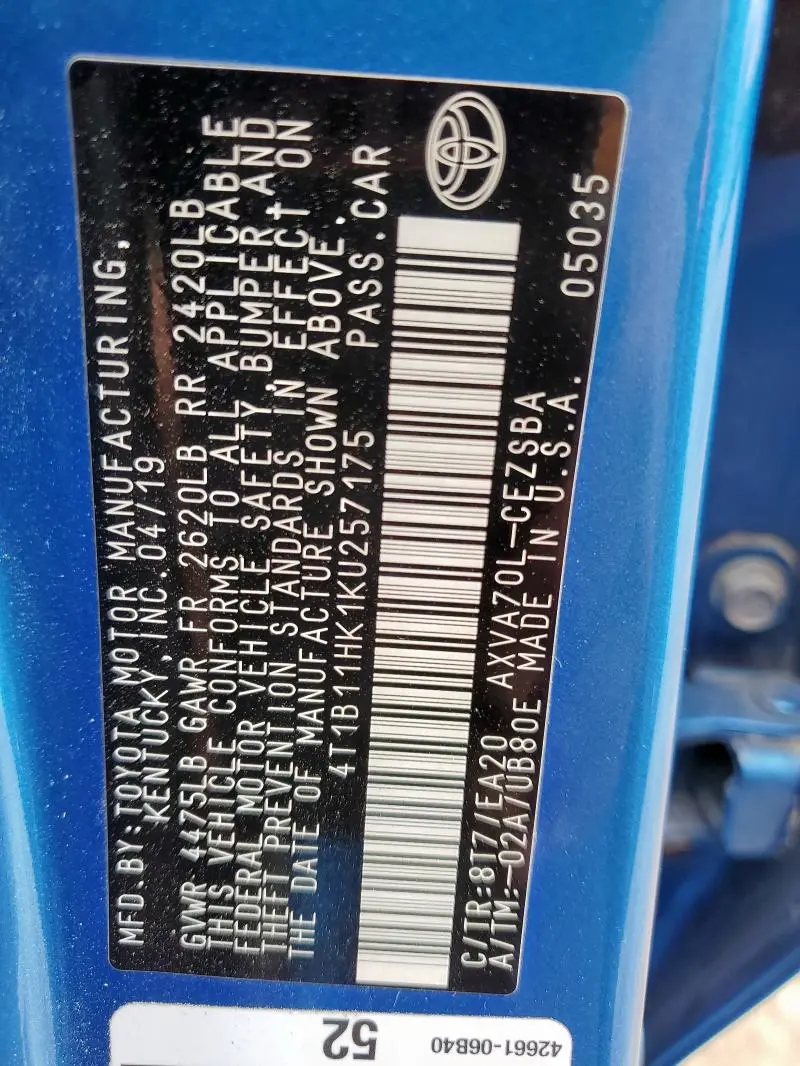 MFD.BY:TOYOTA MOTOR MANUFACTURING,
KENTUCKY,INC.04/19
GVWR 4475LB GAWR FR 2620LB RR 2420LB
THIS VEHICLE CONFORMS TO ALL APPLICABLE
FEDERAL MOTOR VEHICLE SAFETY,BUMPER,AND
THEFT PREVENTION STANDARDS IN EFFECT ON
THE DATE OF MANUFACTURE SHOWN ABOVE.
4T1B11HK1KU257175 PASS.CAR
C/TR:8T7/EA20 AXVA70L-CEZSBA
A/TM:-02A/UB80E MADE IN U.S.A. 05035
52
42661-06B40